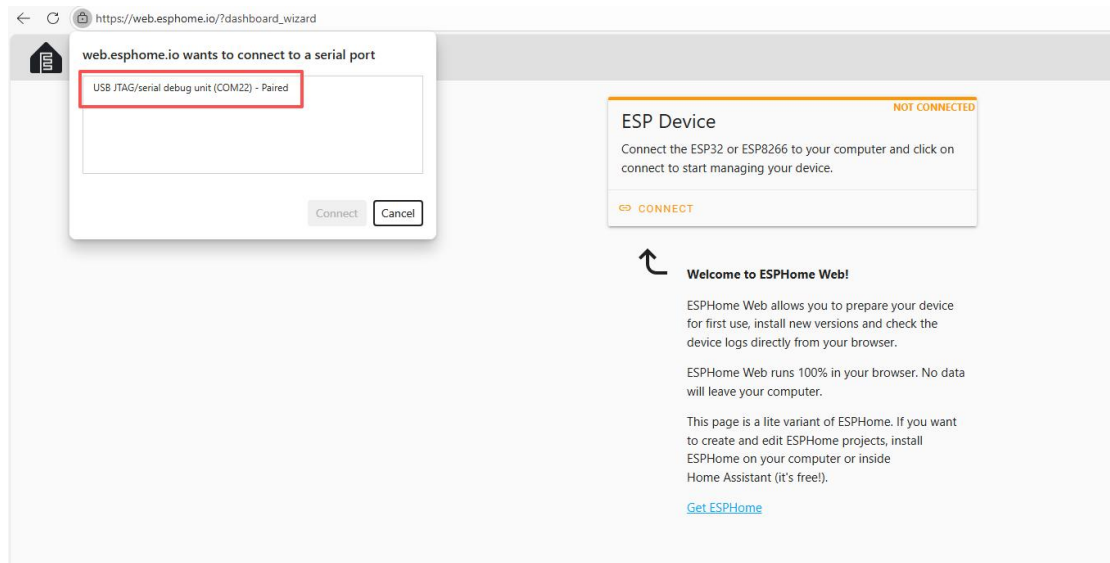 https://web.esphome.io/?dashboard_wizard
web.esphome.io wants to connect to a serial port
USB JTAG/serial debug unit (COM22) - Paired
Connect
Cancel
NOT CONNECTED
ESP Device
Connect the ESP32 or ESP8266 to your computer and click on
connect to start managing your device.
CONNECT
Welcome to ESPHome Web!
ESPHome Web allows you to prepare your device
for first use, install new versions and check the
device logs directly from your browser.
ESPHome Web runs 100% in your browser. No data
will leave your computer.
This page is a lite variant of ESPHome. If you want
to create and edit ESPHome projects, install
ESPHome on your computer or inside
Home Assistant (it's free!).
Get ESPHome